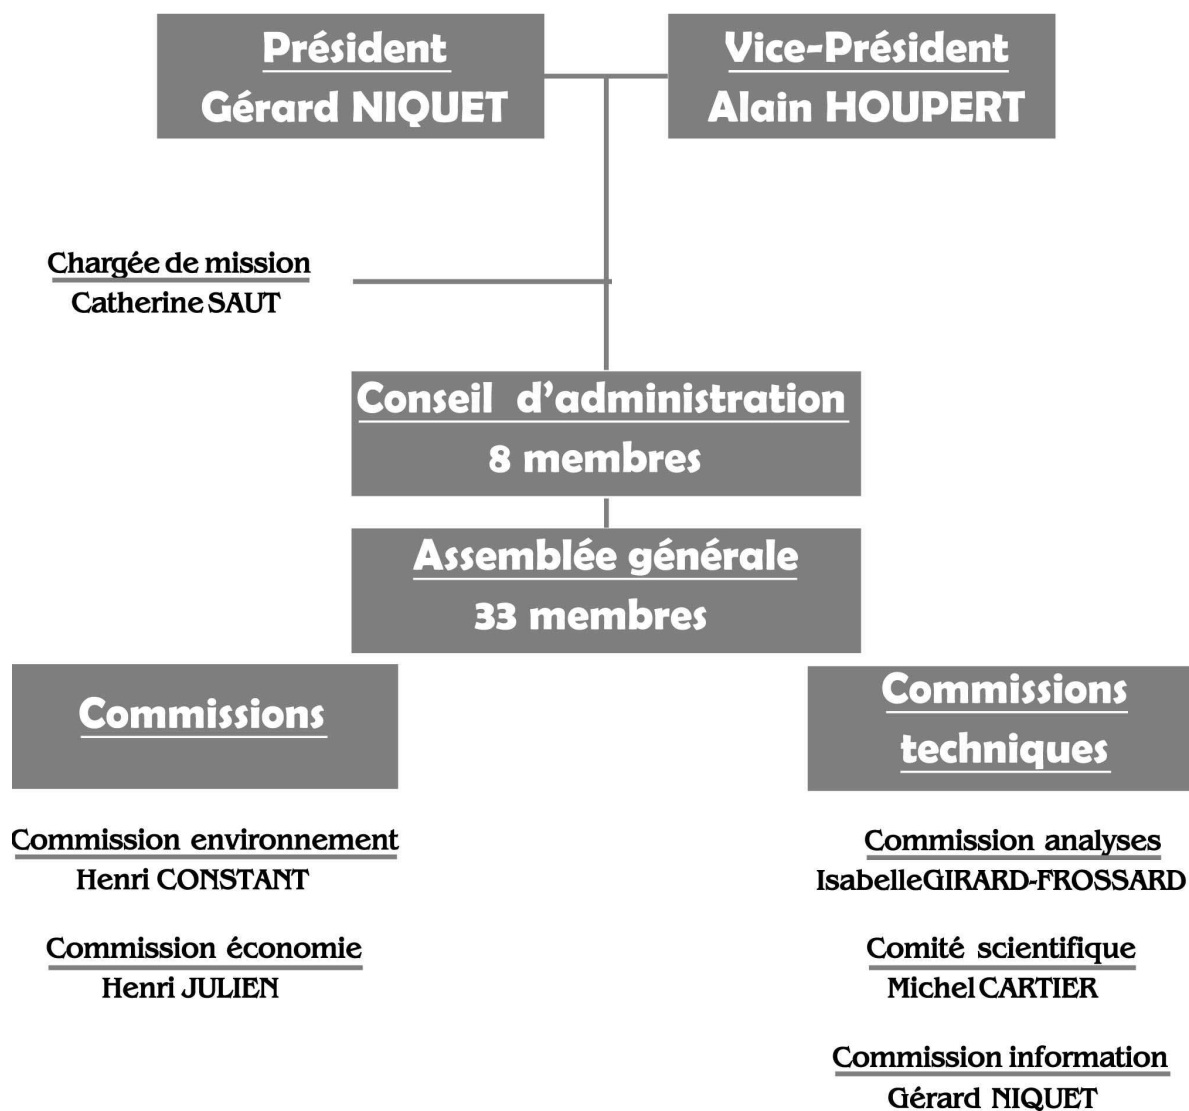 Président
Gérard NIQUET
Vice-Président
Alain HOUPERT
Chargée de mission
Catherine SAUT
Conseil d'administration
8 membres
Assemblée générale
33 membres
Commissions
Commission environnement
Henri CONSTANT
Commission économie
Henri JULIEN
Commissions
techniques
Commission analyses
IsabelleGIRARD-FROSSARD
Comité scientifique
Michel CARTIER
Commission information
Gérard NIQUET